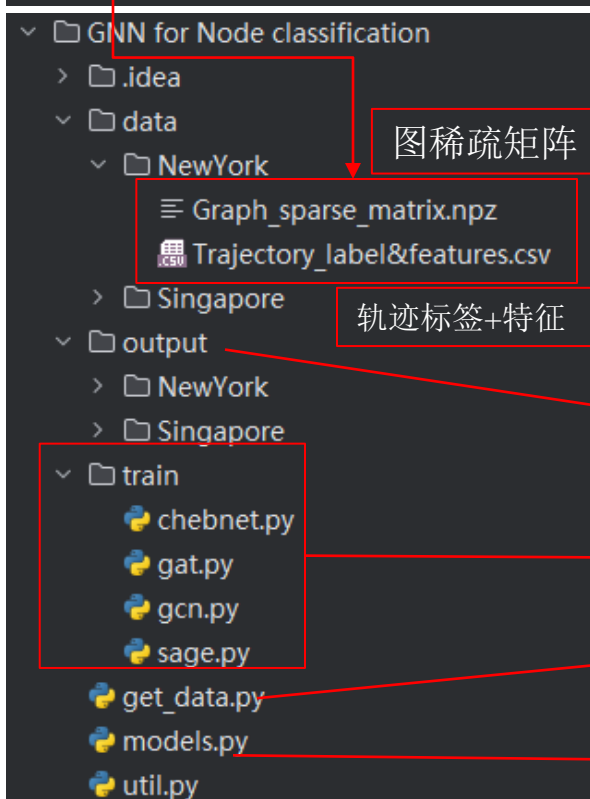 GNN for Node classification
.idea
data
图稀疏矩阵
NewYork
Graph_sparse_matrix.npz
CSV Trajectory_label&features.csv
Singapore
轨迹标签+特征
output
NewYork
Singapore
train
chebnet.py
gat.py
gcn.py
sage.py
get_data.py
models.py
util.py